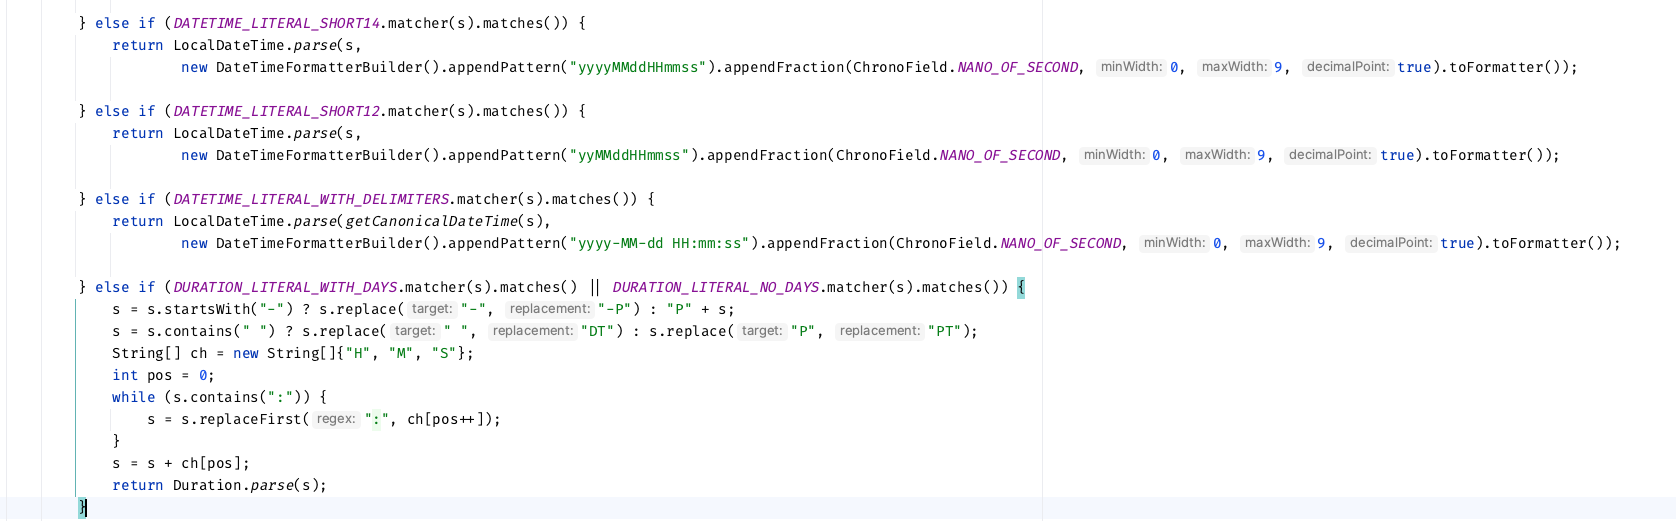 } else if (DATETIME_LITERAL_SHORT14.matcher(s).matches()) {
return LocalDateTime.parse(s,
new DateTimeFormatterBuilder().appendPattern("yyyyMMddHHmmss").appendFraction(ChronoField.NANO_OF_SECOND, minWidth: 0, maxWidth: 9, decimalPoint: true).toFormatter());
} else if (DATETIME_LITERAL_SHORT12.matcher(s).matches()) {
return LocalDateTime.parse(s,
new DateTimeFormatterBuilder().appendPattern("yyMMddHHmmss").appendFraction(ChronoField.NANO_OF_SECOND, minWidth: 0, maxWidth: 9, decimalPoint: true).toFormatter());
} else if (DATETIME_LITERAL_WITH_DELIMITERS.matcher(s).matches()) {
return LocalDateTime.parse(getCanonicalDateTime(s),
new DateTimeFormatterBuilder().appendPattern("yyyy-MM-dd HH:mm:ss").appendFraction(ChronoField.NANO_OF_SECOND, minWidth: 0, maxWidth: 9, decimalPoint: true).toFormatter());
} else if (DURATION_LITERAL_WITH_DAYS.matcher(s).matches() || DURATION_LITERAL_NO_DAYS.matcher(s).matches()) {
s = s.startsWith("-") ? s.replace( target: "-", replacement: "-P") : "P" + s;
s = s.contains(" ") ? s.replace( target: " ", replacement: "DT") : s.replace( target: "P", replacement: "PT");
String[] ch = new String[]{"H", "M", "S"};
int pos = 0;
while (s.contains(":")) {
s = s.replaceFirst( regex: ":", ch[pos++]);
}
s = s + ch[pos];
return Duration.parse(s);
}